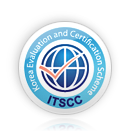 Korea Evaluation and Certification Scheme
ITSCC